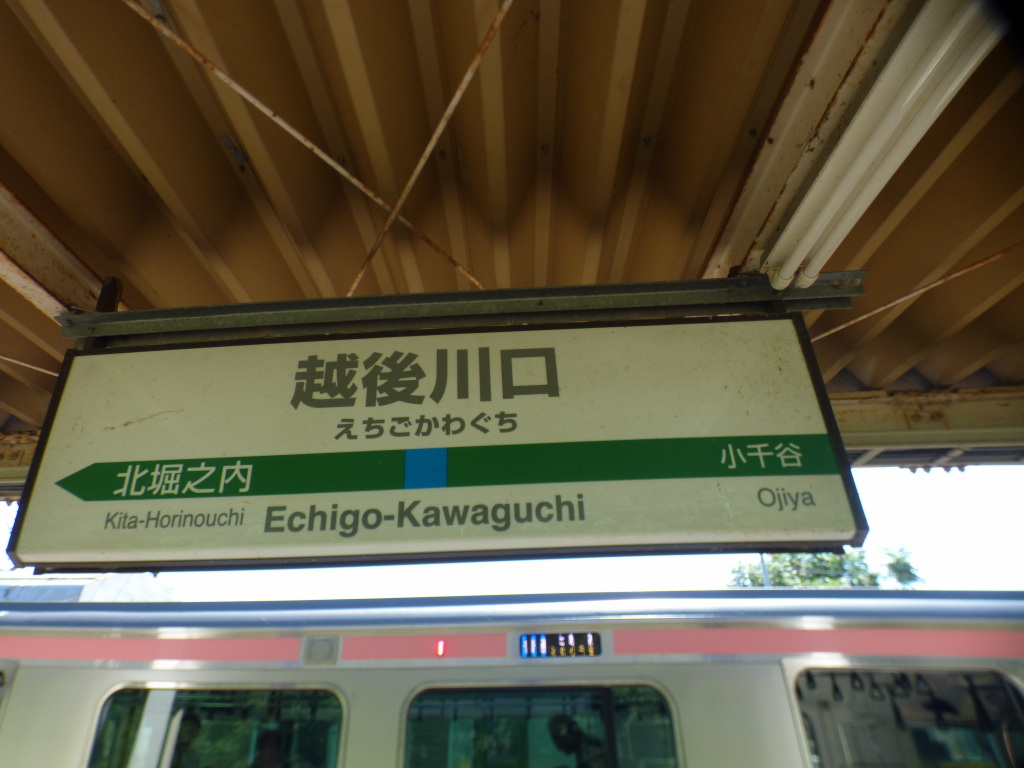 越後川口
えちごかわぐち
北堀之内 小千谷
Kita-Horinouchi Echigo-Kawaguchi Ojiya